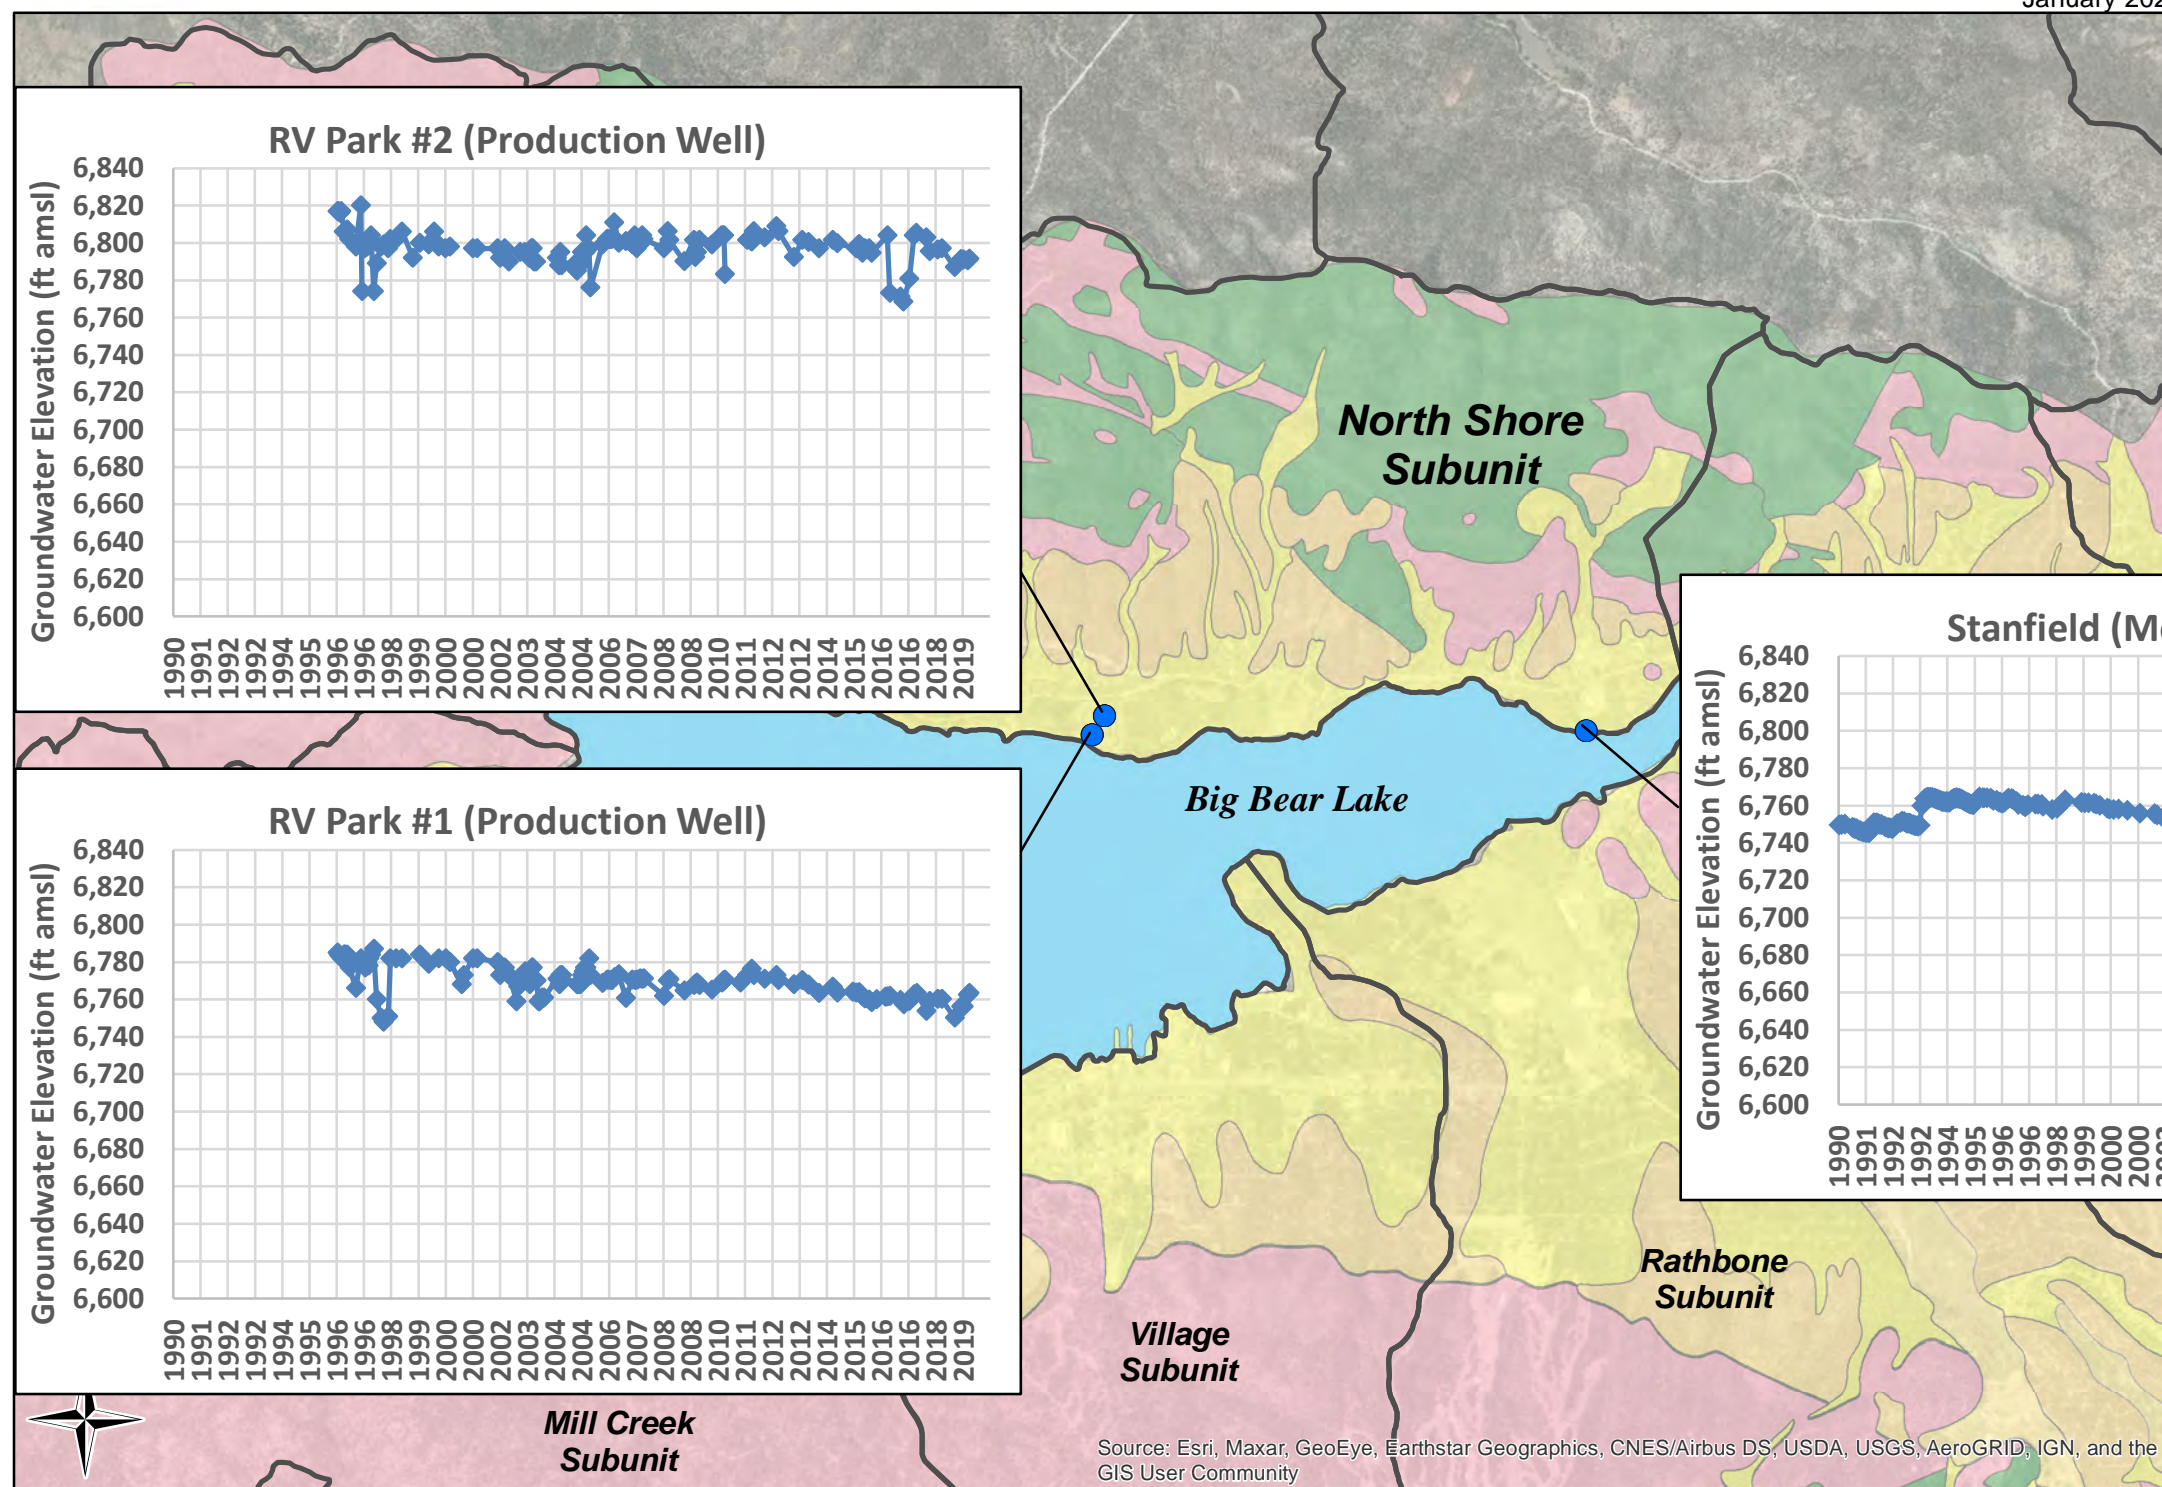 January 202
RV Park #2 (Production Well)
Groundwater Elevation (ft amsl)
6,840
6,820
6,800
6,780
6,760
6,740
6,720
6,700
6,680
6,660
6,640
6,620
6,600
1990 1991 1992 1992 1994 1995 1996 1996 1998 1999 2000 2000 2002 2003 2004 2004 2006 2007 2008 2008 2010 2011 2012 2012 2014 2015 2016 2016 2018 2019
North Shore
Subunit
Stanfield (M
Groundwater Elevation (ft amsl)
6,840
6,820
6,800
6,780
6,760
6,740
6,720
6,700
6,680
6,660
6,640
6,620
6,600
1990 1991 1992 1992 1994 1995 1996 1996 1998 1999 2000 2000
Big Bear Lake
RV Park #1 (Production Well)
Groundwater Elevation (ft amsl)
6,840
6,820
6,800
6,780
6,760
6,740
6,720
6,700
6,680
6,660
6,640
6,620
6,600
1990 1991 1992 1992 1994 1995 1996 1996 1998 1999 2000 2000 2002 2003 2004 2004 2006 2007 2008 2008 2010 2011 2012 2012 2014 2015 2016 2016 2018 2019
Rathbone
Subunit
Village
Subunit
Mill Creek
Subunit
Source: Esri, Maxar, GeoEye, Earthstar Geographics, CNES/Airbus DS, USDA, USGS, AeroGRID, IGN, and the
GIS User Community